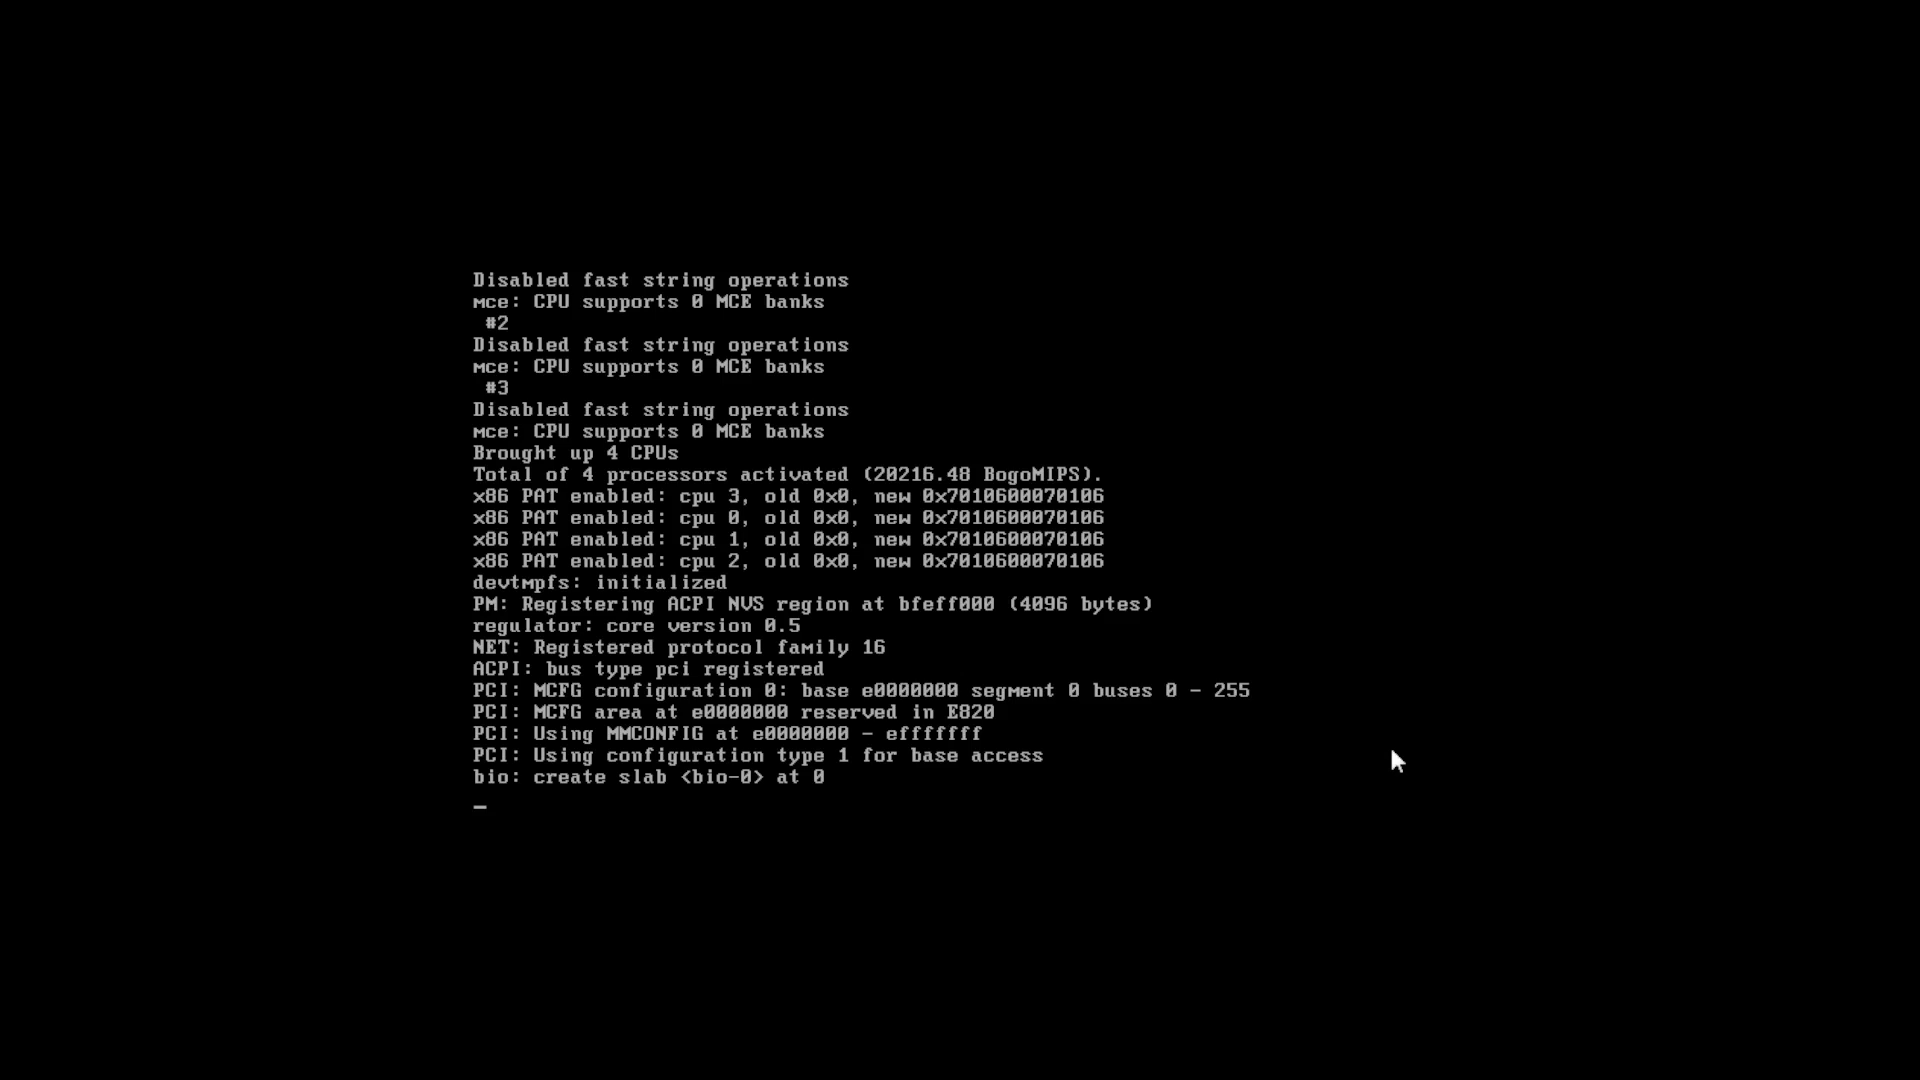 Disabled fast string operations
mce: CPU supports 0 MCE banks
#2
Disabled fast string operations
mce: CPU supports 0 MCE banks
#3
Disabled fast string operations
mce: CPU supports 0 MCE banks
Brought up 4 CPUs
Total of 4 processors activated (20216.48 BogoMIPS).
x86 PAT enabled: cpu 3, old 0x0, new 0x7010600070106
x86 PAT enabled: cpu 0, old 0x0, new 0x7010600070106
x86 PAT enabled: cpu 1, old 0x0, new 0x7010600070106
x86 PAT enabled: cpu 2, old 0x0, new 0x7010600070106
devtmpfs: initialized
PM: Registering ACPI NVS region at bfeff000 (4096 bytes)
regulator: core version 0.5
NET: Registered protocol family 16
ACPI: bus type pci registered
PCI: MCFG configuration 0: base e0000000 segment 0 buses 0 - 255
PCI: MCFG area at e0000000 reserved in E820
PCI: Using MMCONFIG at e0000000 - efffffff
PCI: Using configuration type 1 for base access
bio: create slab <bio-0> at 0
_